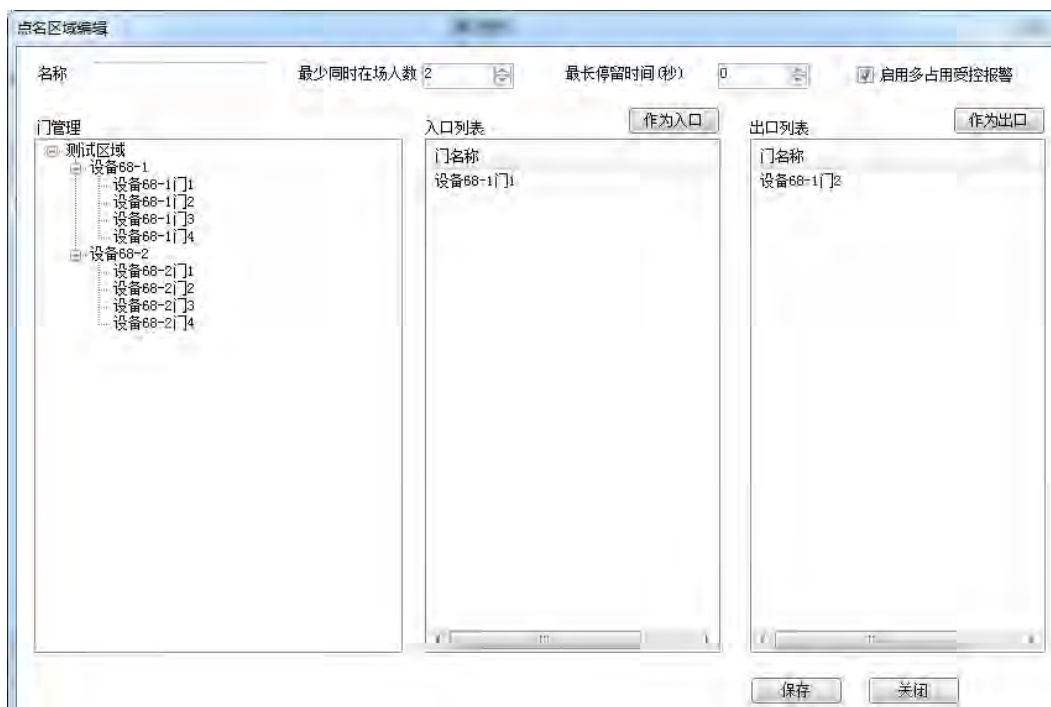 点名区域编辑
名称 最少同时在场人数 2 最长停留时间(秒) 0 启用多占用受控报警
门管理 入口列表 作为入口 出口列表 作为出口
测试区域
设备68-1
设备68-1门1
设备68-1门2
设备68-1门3
设备68-1门4
设备68-2
设备68-2门1
设备68-2门2
设备68-2门3
设备68-2门4
门名称
设备68-1门1
门名称
设备68-1门2
保存 关闭